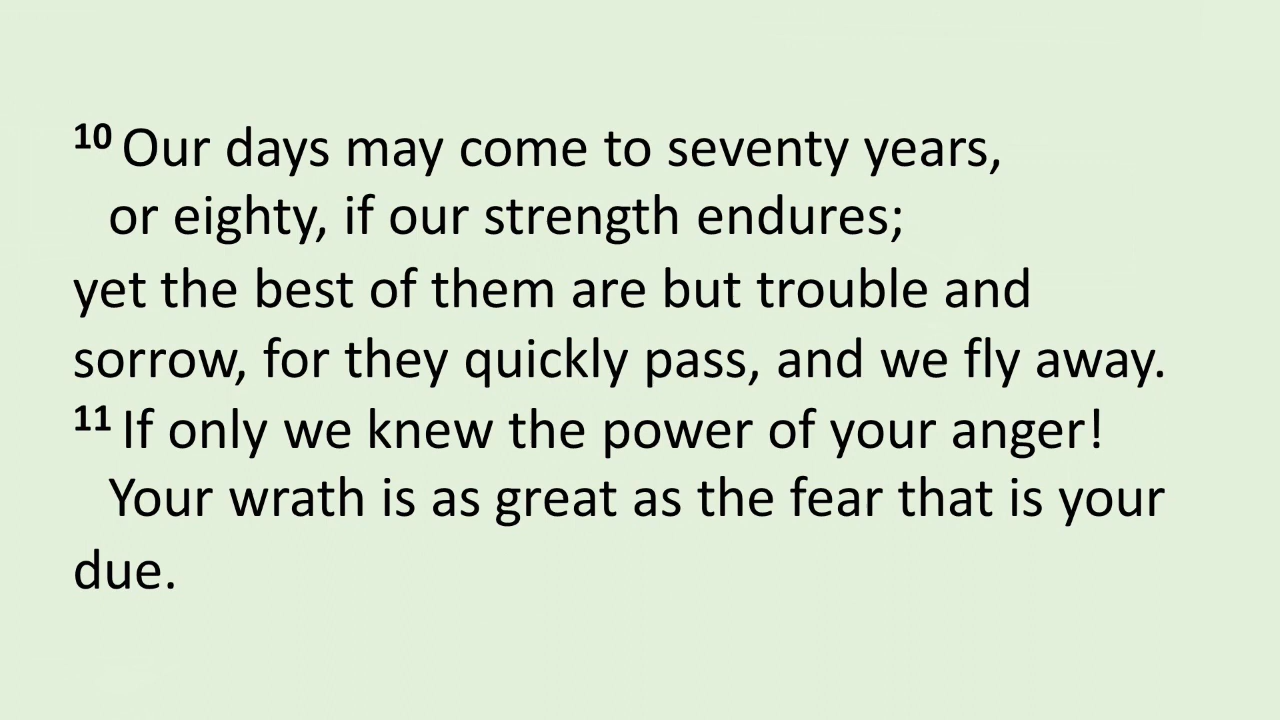 10 Our days may come to seventy years,
or eighty, if our strength endures;
yet the best of them are but trouble and
sorrow, for they quickly pass, and we fly away.
11 If only we knew the power of your anger!
Your wrath is as great as the fear that is your
due.